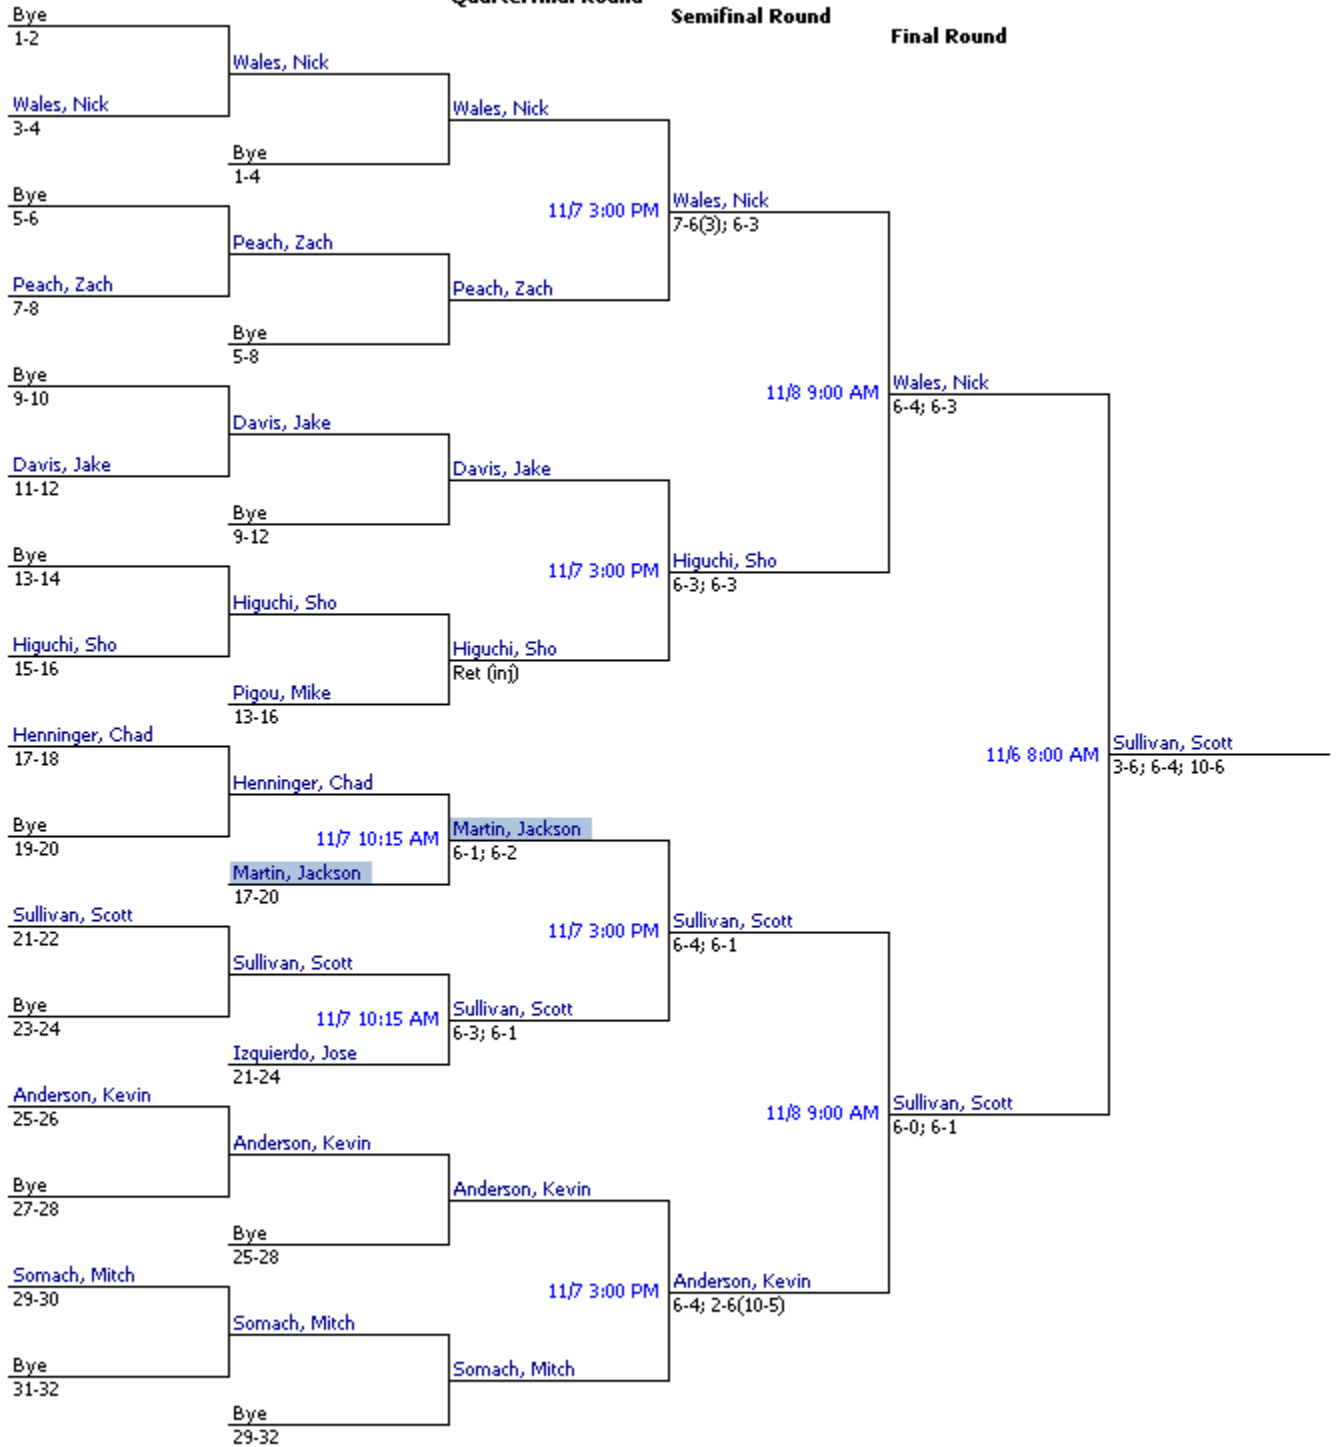 Quarterfinal Round
Semifinal Round
Final Round
Bye
1-2
Wales, Nick
Wales, Nick
3-4
Wales, Nick
Bye
1-4
Bye
5-6
11/7 3:00 PM
Wales, Nick
7-6(3); 6-3
Peach, Zach
Peach, Zach
7-8
Peach, Zach
Bye
5-8
Bye
9-10
11/8 9:00 AM
Wales, Nick
6-4; 6-3
Davis, Jake
Davis, Jake
11-12
Davis, Jake
Bye
9-12
Bye
13-14
11/7 3:00 PM
Higuchi, Sho
6-3; 6-3
Higuchi, Sho
Higuchi, Sho
15-16
Higuchi, Sho
Ret (inj)
Pigou, Mike
13-16
Henninger, Chad
17-18
11/6 8:00 AM
Sullivan, Scott
3-6; 6-4; 10-6
Henninger, Chad
Bye
19-20
11/7 10:15 AM
Martin, Jackson
6-1; 6-2
Martin, Jackson
17-20
Sullivan, Scott
21-22
11/7 3:00 PM
Sullivan, Scott
6-4; 6-1
Sullivan, Scott
Bye
23-24
11/7 10:15 AM
Sullivan, Scott
6-3; 6-1
Izquierdo, Jose
21-24
Anderson, Kevin
25-26
11/8 9:00 AM
Sullivan, Scott
6-0; 6-1
Anderson, Kevin
Bye
27-28
Anderson, Kevin
Bye
25-28
Somach, Mitch
29-30
11/7 3:00 PM
Anderson, Kevin
6-4; 2-6(10-5)
Somach, Mitch
Bye
31-32
Somach, Mitch
Bye
29-32